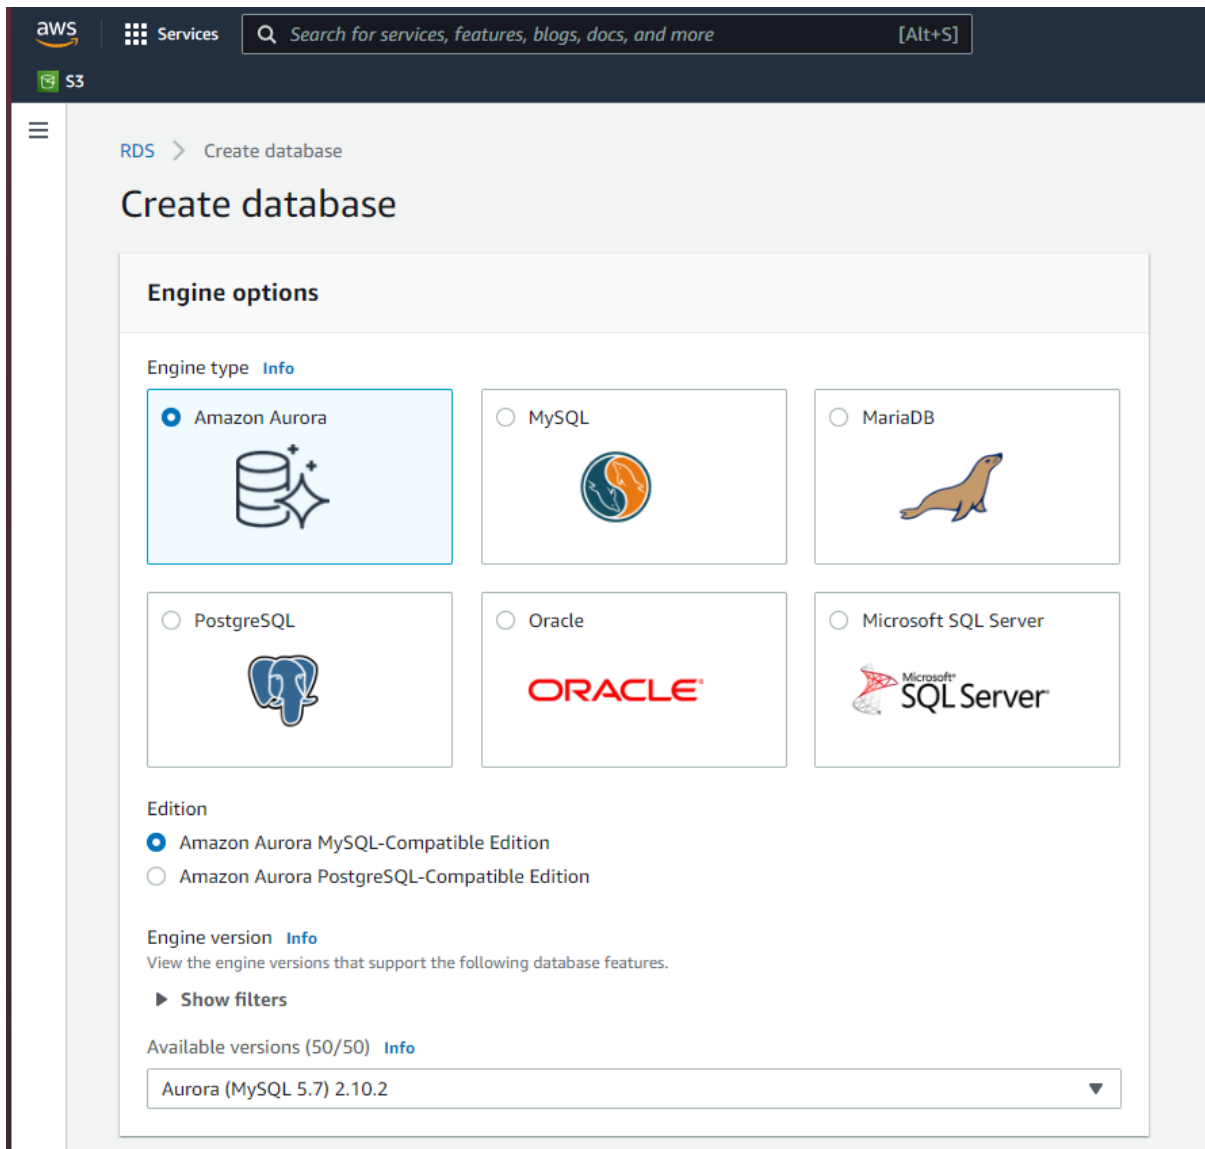 aws Services Search for services, features, blogs, docs, and more [Alt+S]
S3
RDS Create database
Create database
Engine options
Engine type Info
Amazon Aurora MySQL MariaDB
PostgreSQL Oracle Microsoft SQL Server
ORACLE Microsoft SQL Server
Edition
Amazon Aurora MySQL-Compatible Edition
Amazon Aurora PostgreSQL-Compatible Edition
Engine version Info
View the engine versions that support the following database features.
Show filters
Available versions (50/50) Info
Aurora (MySQL 5.7) 2.10.2